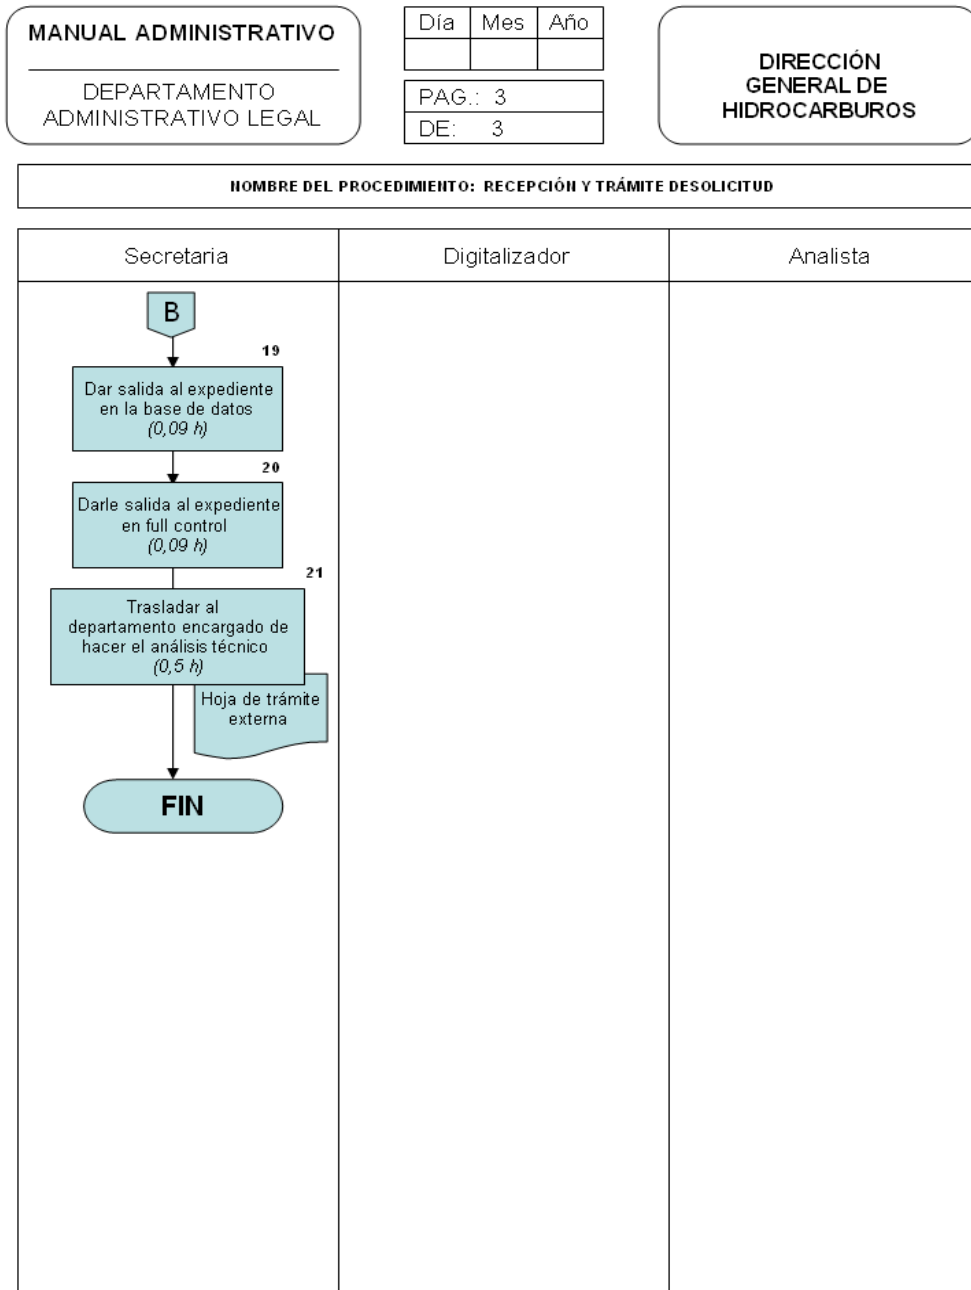 MANUAL ADMINISTRATIVO
DEPARTAMENTO
ADMINISTRATIVO LEGAL
Día Mes Año
PAG.: 3
DE: 3
DIRECCIÓN
GENERAL DE
HIDROCARBUROS
NOMBRE DEL PROCEDIMIENTO: RECEPCIÓN Y TRÁMITE DESOLICITUD
Secretaria
Digitalizador
Analista
B
19
Dar salida al expediente
en la base de datos
(0,09 h)
20
Darle salida al expediente
en full control
(0,09 h)
21
Trasladar al
departamento encargado de
hacer el análisis técnico
(0,5 h)
Hoja de trámite
externa
FIN